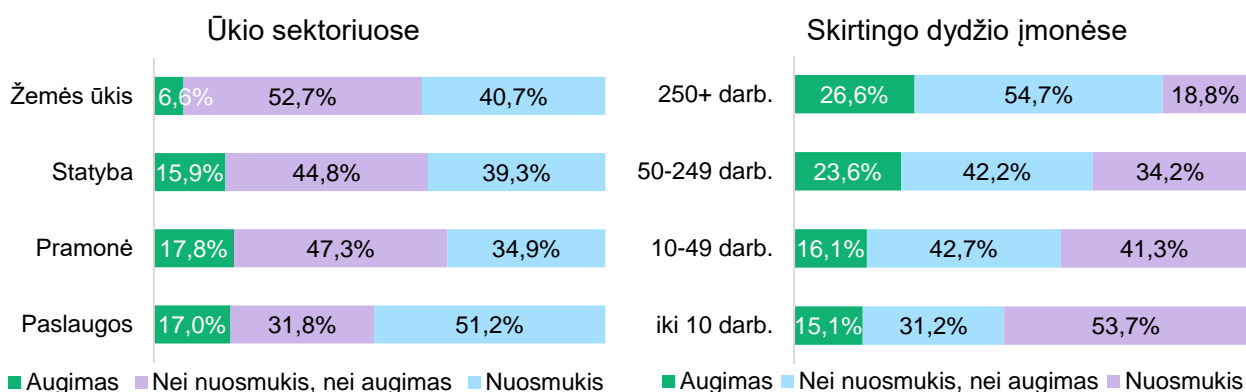 Ūkio sektoriuose
Žemės ūkis 6,6% 52,7% 40,7%
Statyba 15,9% 44,8% 39,3%
Pramonė 17,8% 47,3% 34,9%
Paslaugos 17,0% 31,8% 51,2%
Augimas Nei nuosmukis, nei augimas Nuosmukis
Skirtingo dydžio įmonėse
250+ darb. 26,6% 54,7% 18,8%
50-249 darb. 23,6% 42,2% 34,2%
10-49 darb. 16,1% 42,7% 41,3%
iki 10 darb. 15,1% 31,2% 53,7%
Augimas Nei nuosmukis, nei augimas Nuosmukis